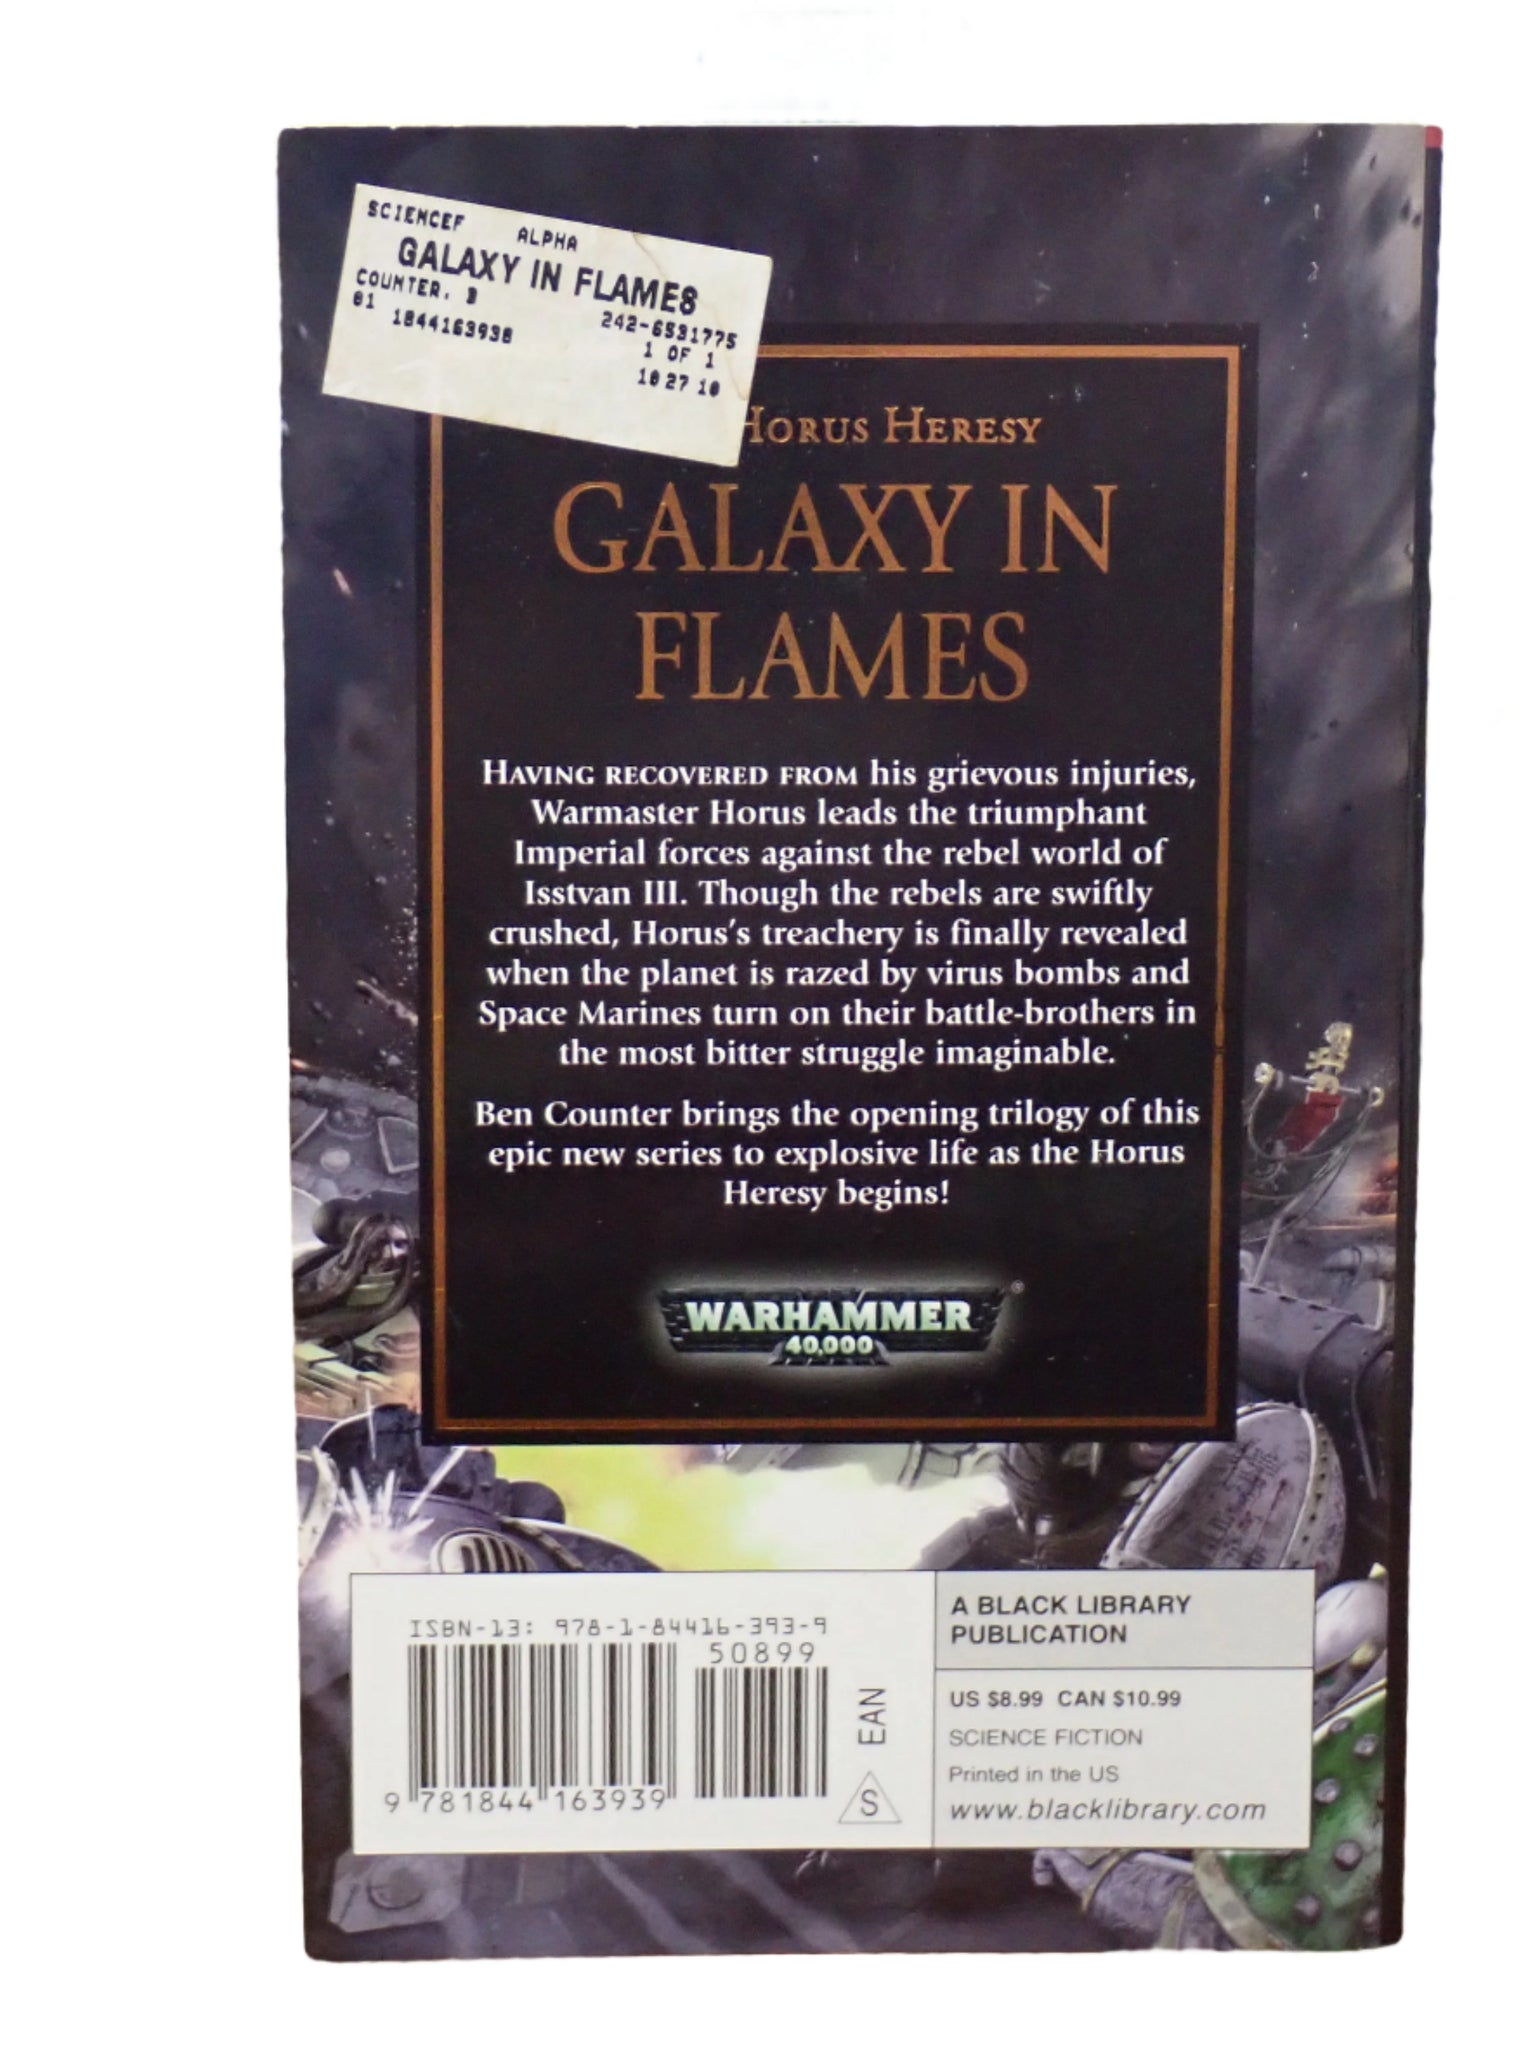 SCIENCEF ALPHA
GALAXY IN FLAMES
COUNTER, B
81 1844163938 242-6531775
1 OF 1
10 27 10
HORUS HERESY
GALAXY IN
FLAMES
HAVING RECOVERED FROM his grievous injuries,
Warmaster Horus leads the triumphant
Imperial forces against the rebel world of
Isstvan III. Though the rebels are swiftly
crushed, Horus's treachery is finally revealed
when the planet is razed by virus bombs and
Space Marines turn on their battle-brothers in
the most bitter struggle imaginable.
Ben Counter brings the opening trilogy of this
epic new series to explosive life as the Horus
Heresy begins!
WARHAMMER®
40,000
ISBN-13: 978-1-84416-393-9
50899
9 781844 163939
EAN
S
A BLACK LIBRARY
PUBLICATION
US $8.99 CAN $10.99
SCIENCE FICTION
Printed in the US
www.blacklibrary.com